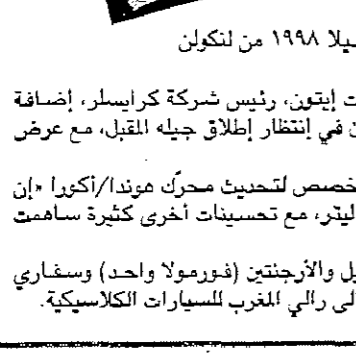 يلا ١٩٩٨ من لنكولن
ت إيتون، رئيس شركة كرايسلر، إضافة
ن في إنتظار إطلاق جيله المقبل، مع عرض
خصص لتحديث محرّك هوندا/أكورا «إن
ليتر، مع تحسينات أخرى كثيرة ساهمت
يل والأرجنتين (فورمولا واحد) وسفاري
لى رالي المغرب للسيارات الكلاسيكية.